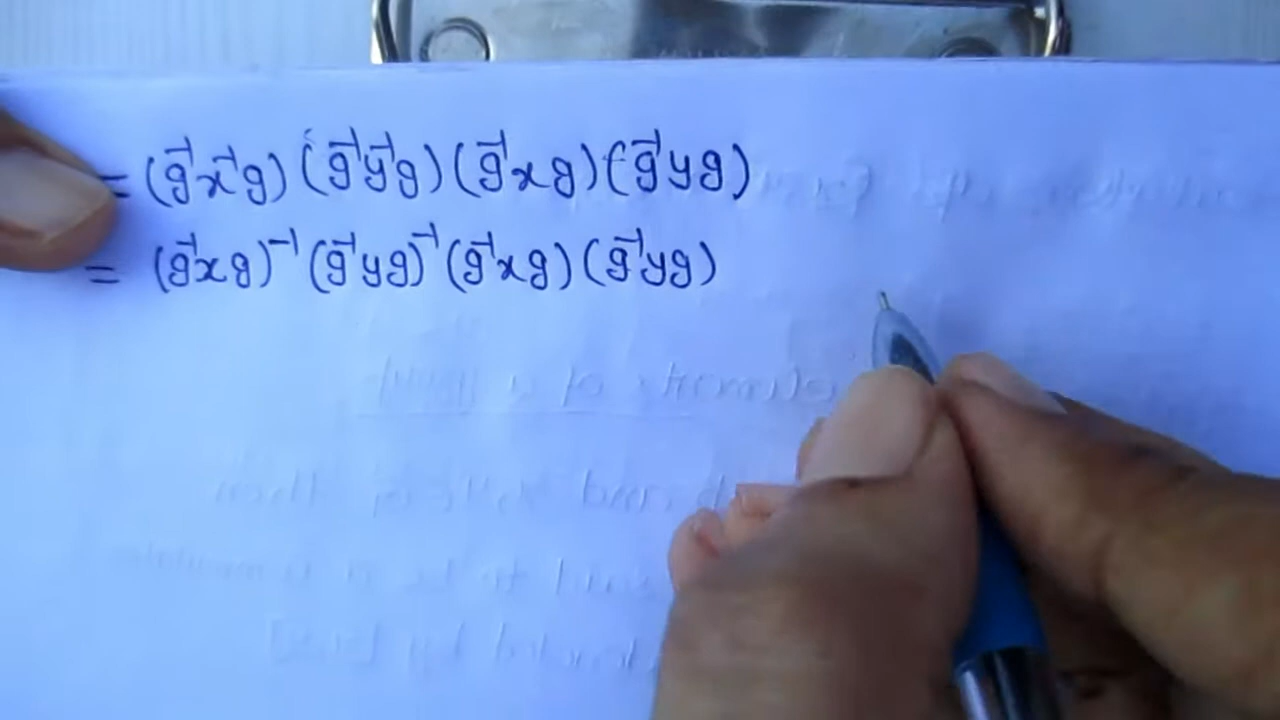 = (g⁻¹x⁻¹g) (g⁻¹y⁻¹g) (g⁻¹xg) (g⁻¹yg)
= (g⁻¹xg)⁻¹ (g⁻¹yg)⁻¹ (g⁻¹xg) (g⁻¹yg)